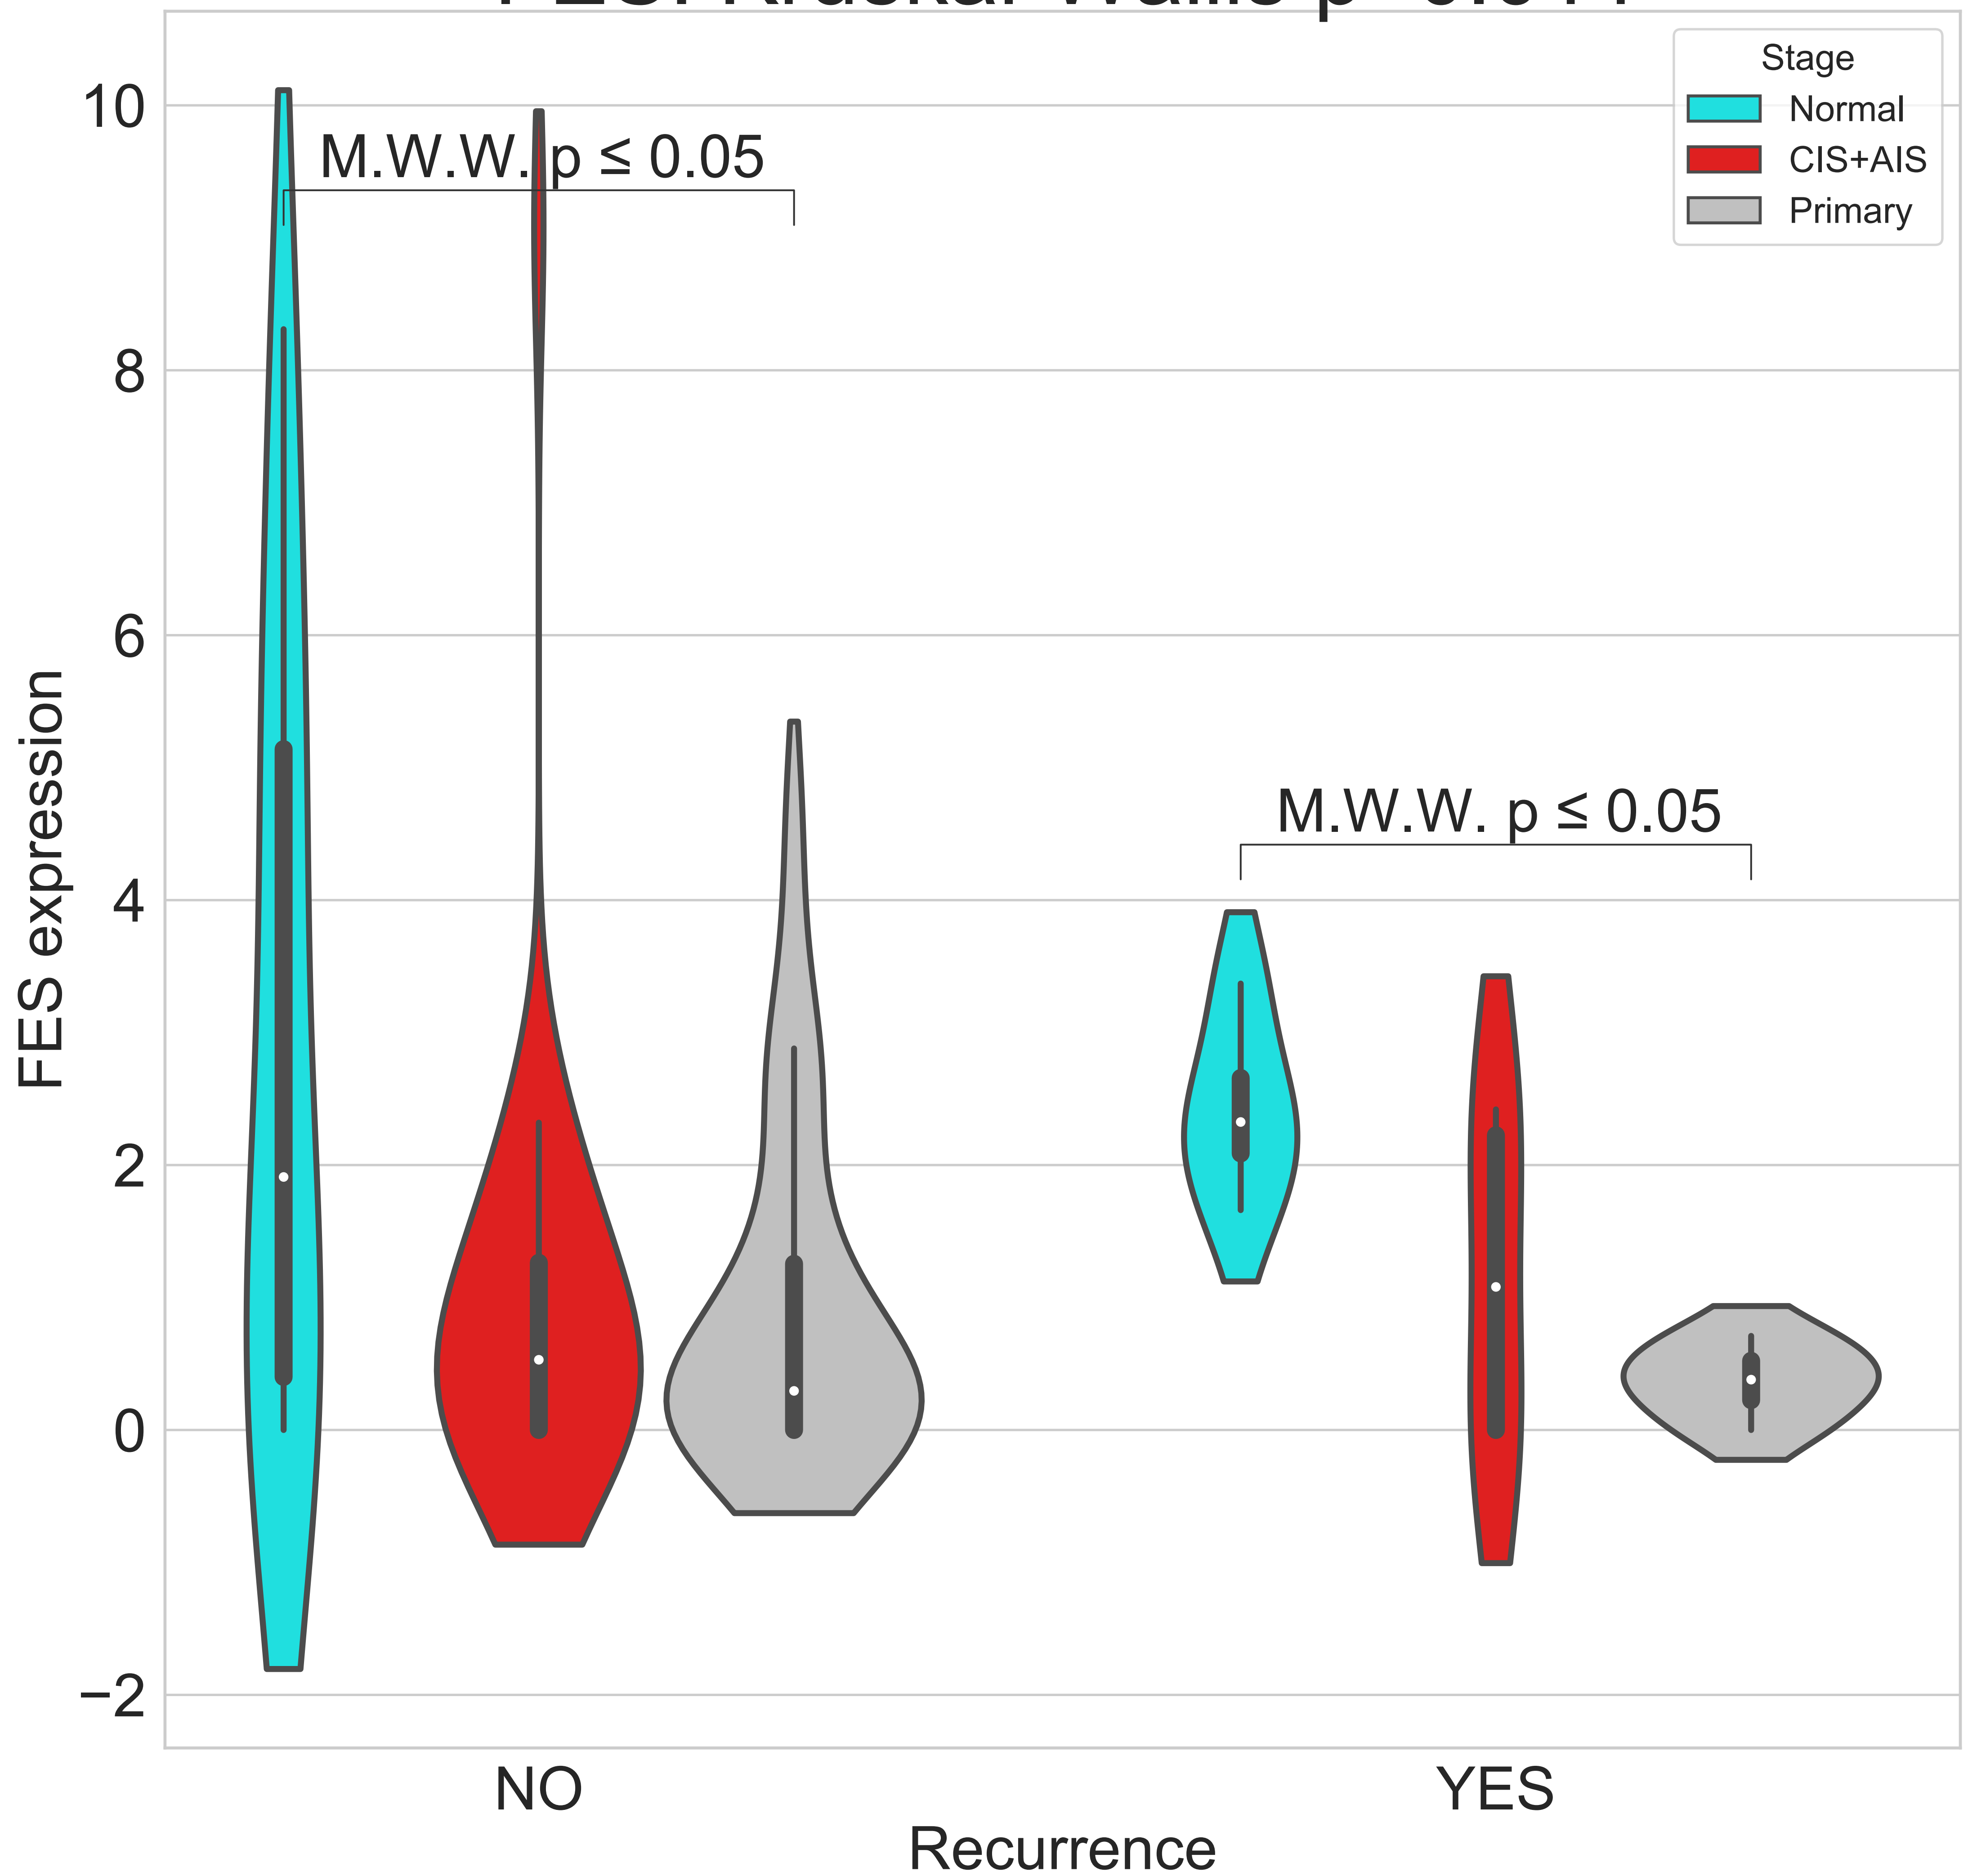 10
8
6
4
2
0
−2
FES expression
M.W.W. p ≤ 0.05
M.W.W. p ≤ 0.05
Stage
Normal
CIS+AIS
Primary
NO
YES
Recurrence